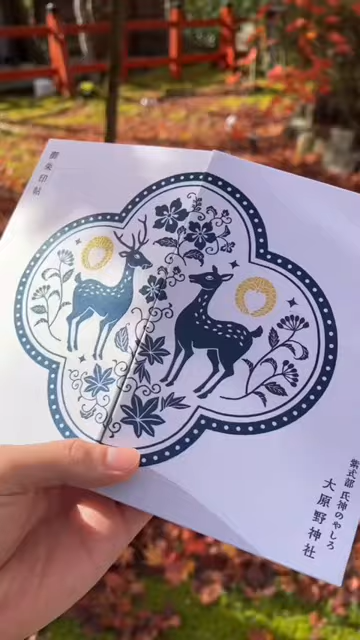 御朱印帖
紫式部 氏神のやしろ
大原野神社